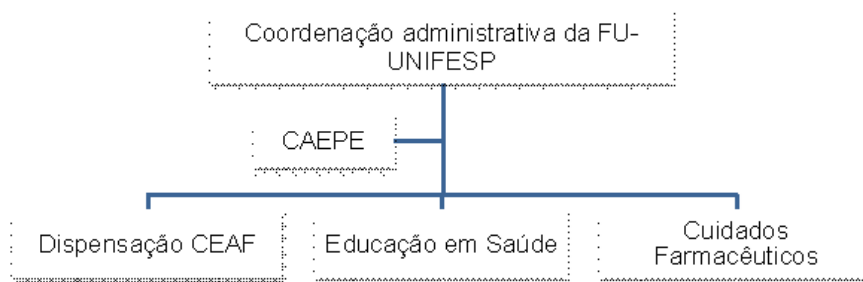 Coordenação administrativa da FU-
UNIFESP
CAEPE
Dispensação CEAF
Educação em Saúde
Cuidados
Farmacêuticos